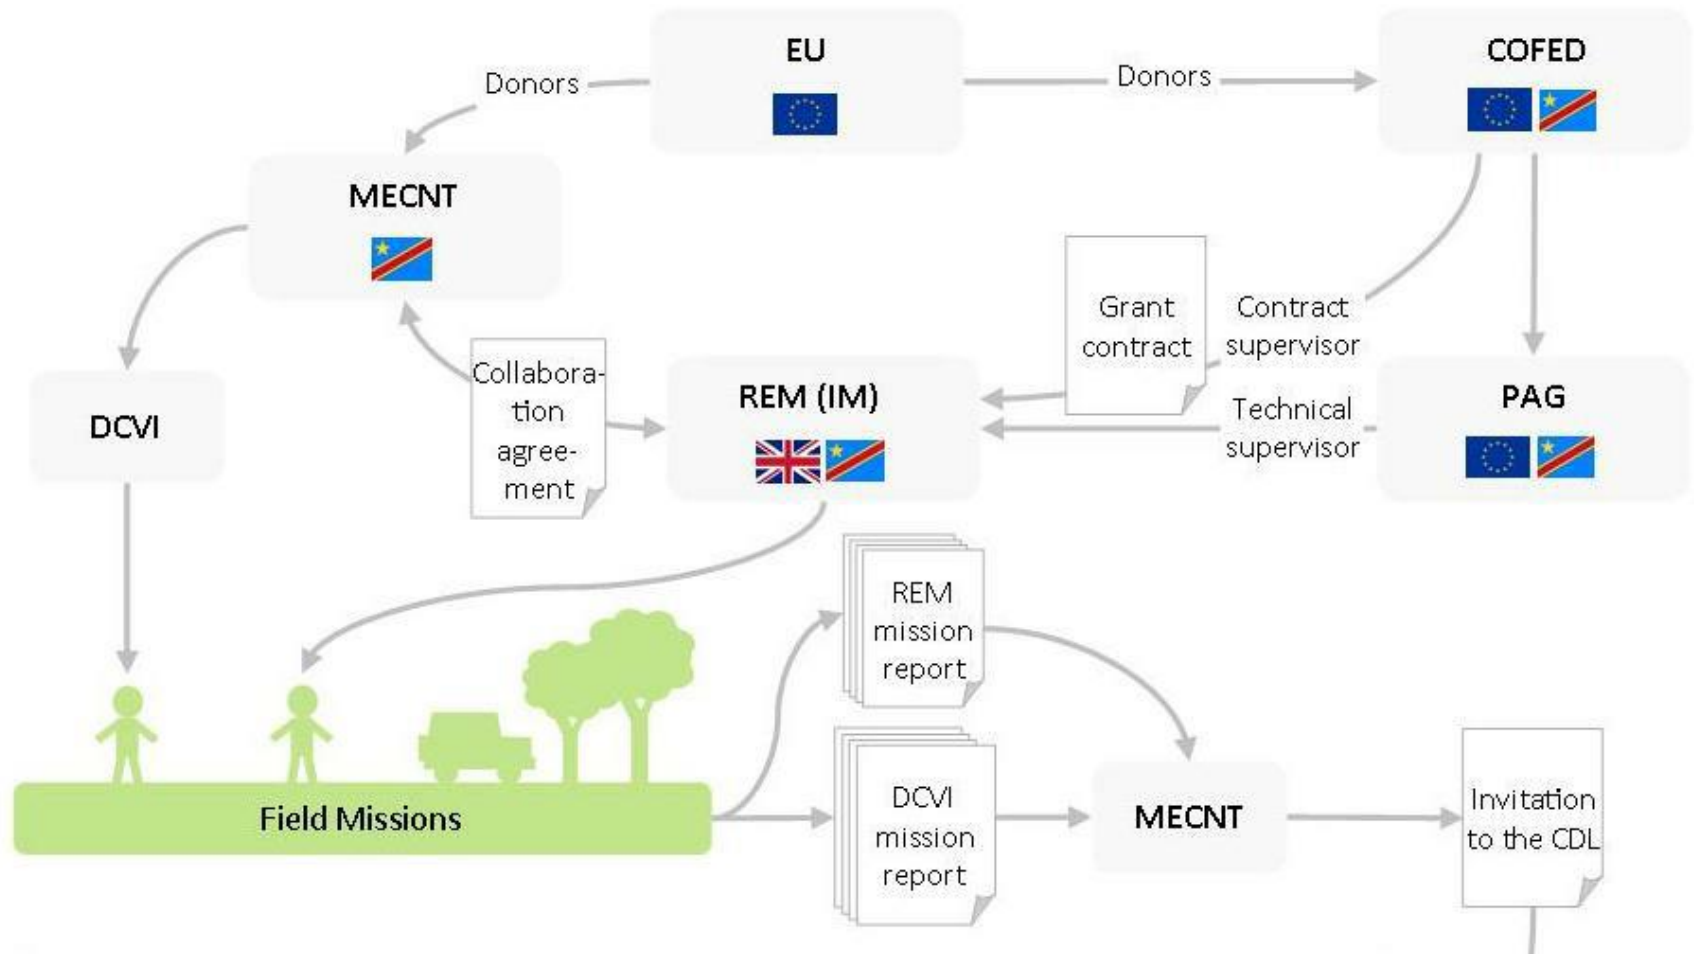 EU
COFED
Donors
Donors
MECNT
Grant
contract
Contract
supervisor
Collabora-
tion
agree-
ment
REM (IM)
PAG
DCVI
Technical
supervisor
REM
mission
report
DCVI
mission
report
MECNT
Invitation
to the CDL
Field Missions